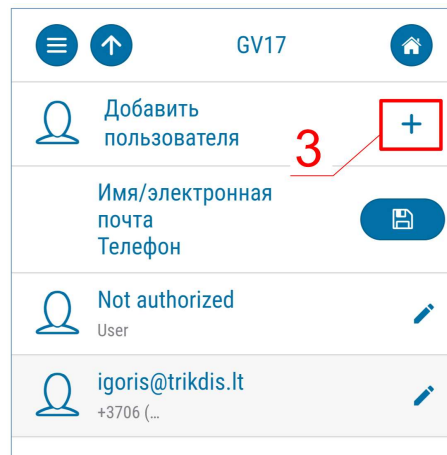 GV17
Добавить
пользователя
3
Имя/электронная
почта
Телефон
Not authorized
User
igoris@trikdis.lt
+3706 (...